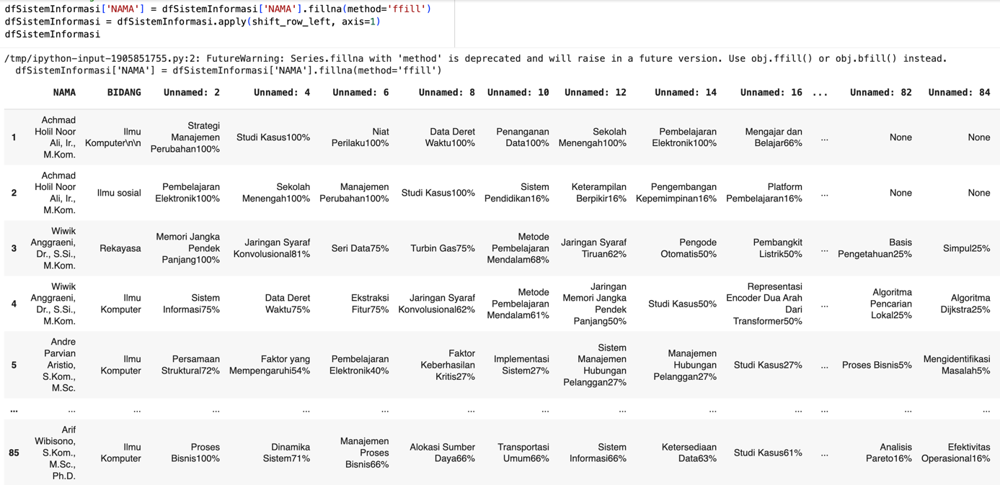 dfSistemInformasi['NAMA'] = dfSistemInformasi['NAMA'].fillna(method='ffill')
dfSistemInformasi = dfSistemInformasi.apply(shift_row_left, axis=1)
dfSistemInformasi
/tmp/ipython-input-1905851755.py:2: FutureWarning: Series.fillna with 'method' is deprecated and will raise in a future version. Use obj.ffill() or obj.bfill() instead.
dfSistemInformasi['NAMA'] = dfSistemInformasi['NAMA'].fillna(method='ffill')
NAMA BIDANG Unnamed: 2 Unnamed: 4 Unnamed: 6 Unnamed: 8 Unnamed: 10 Unnamed: 12 Unnamed: 14 Unnamed: 16 ... Unnamed: 82 Unnamed: 84
1
Achmad
Holil Noor
Ali, Ir.,
M.Kom.
Ilmu
Komputer\n\n
Strategi
Manajemen
Perubahan100%
Studi Kasus100%
Niat
Perilaku100%
Data Deret
Waktu100%
Penanganan
Data100%
Sekolah
Menengah100%
Pembelajaran
Elektronik100%
Mengajar dan
Belajar66%
...
None
None
2
Achmad
Holil Noor
Ali, Ir.,
M.Kom.
Ilmu sosial
Pembelajaran
Elektronik100%
Sekolah
Menengah100%
Manajemen
Perubahan100%
Studi Kasus100%
Sistem
Pendidikan16%
Keterampilan
Berpikir16%
Pengembangan
Kepemimpinan16%
Platform
Pembelajaran16%
...
None
None
3
Wiwik
Anggraeni,
Dr., S.Si.,
M.Kom.
Rekayasa
Memori Jangka
Pendek
Panjang100%
Jaringan Syaraf
Konvolusional81%
Seri Data75%
Turbin Gas75%
Metode
Pembelajaran
Mendalam68%
Jaringan Syaraf
Tiruan62%
Pengode
Otomatis50%
Pembangkit
Listrik50%
...
Basis
Pengetahuan25%
Simpul25%
4
Wiwik
Anggraeni,
Dr., S.Si.,
M.Kom.
Ilmu
Komputer
Sistem
Informasi75%
Data Deret
Waktu75%
Ekstraksi
Fitur75%
Jaringan Syaraf
Konvolusional62%
Metode
Pembelajaran
Mendalam61%
Jaringan
Memori Jangka
Pendek
Panjang50%
Studi Kasus50%
Representasi
Encoder Dua Arah
Dari
Transformer50%
...
Algoritma
Pencarian
Lokal25%
Algoritma
Dijkstra25%
5
Andre
Parvian
Aristio,
S.Kom.,
M.Sc.
Ilmu
Komputer
Persamaan
Struktural72%
Faktor yang
Mempengaruhi54%
Pembelajaran
Elektronik40%
Faktor
Keberhasilan
Kritis27%
Implementasi
Sistem27%
Sistem
Manajemen
Hubungan
Pelanggan27%
Manajemen
Hubungan
Pelanggan27%
Studi Kasus27%
...
Proses Bisnis5%
Mengidentifikasi
Masalah5%
... ... ... ... ... ... ... ... ... ... ... ... ...
85
Arif
Wibisono,
S.Kom.,
M.Sc.,
Ph.D.
Ilmu
Komputer
Proses
Bisnis100%
Dinamika
Sistem71%
Manajemen
Proses
Bisnis66%
Alokasi Sumber
Daya66%
Transportasi
Umum66%
Sistem
Informasi66%
Ketersediaan
Data63%
Studi Kasus61%
...
Analisis
Pareto16%
Efektivitas
Operasional16%